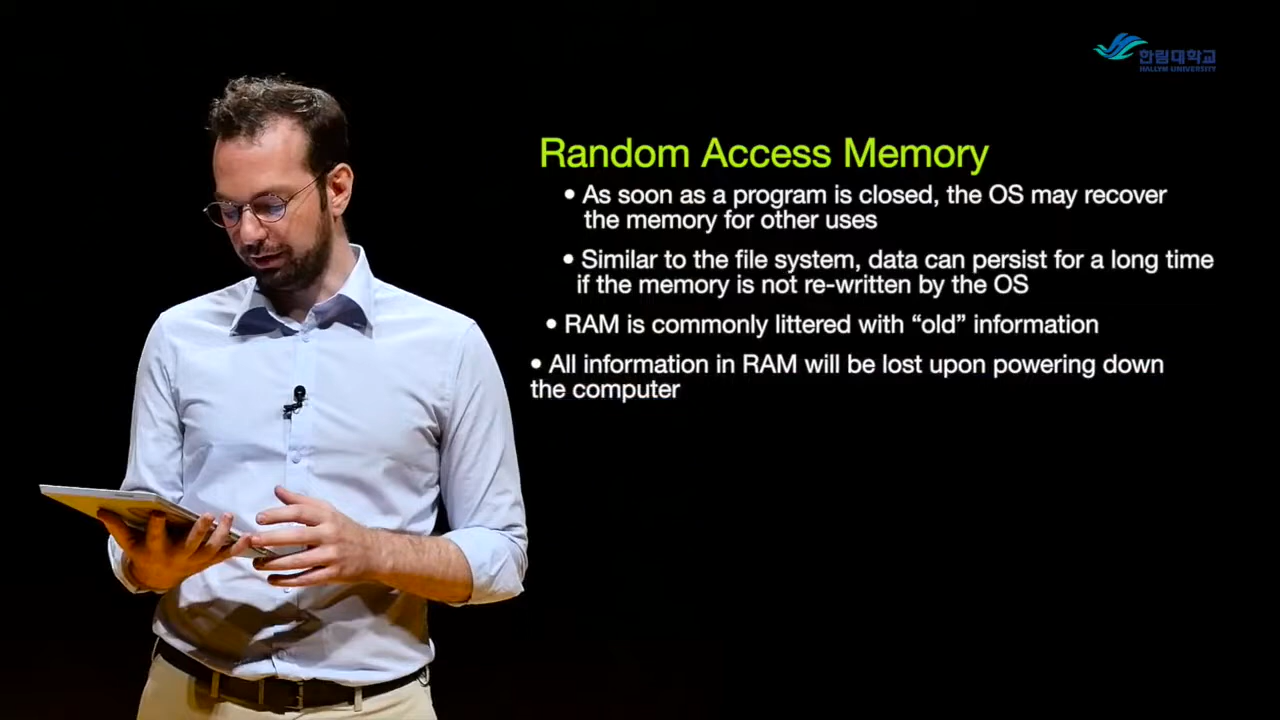 한림대학교
HALLYM UNIVERSITY
Random Access Memory
• As soon as a program is closed, the OS may recover
the memory for other uses
• Similar to the file system, data can persist for a long time
if the memory is not re-written by the OS
• RAM is commonly littered with “old” information
• All information in RAM will be lost upon powering down
the computer